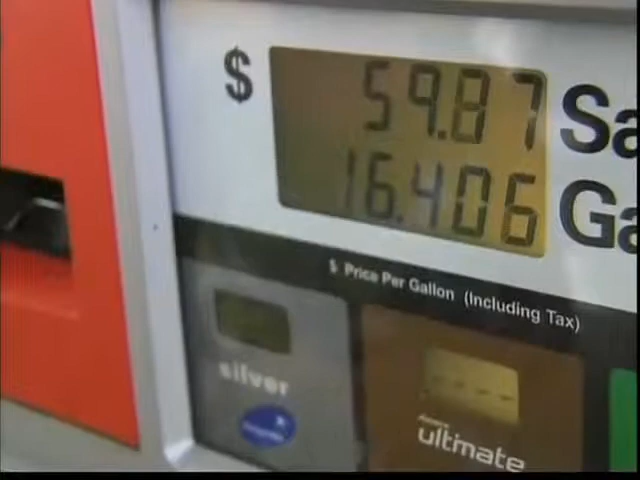 $ 59.87 Sa
16.406 Ga
$ Price Per Gallon (Including Tax)
silver
ultimate